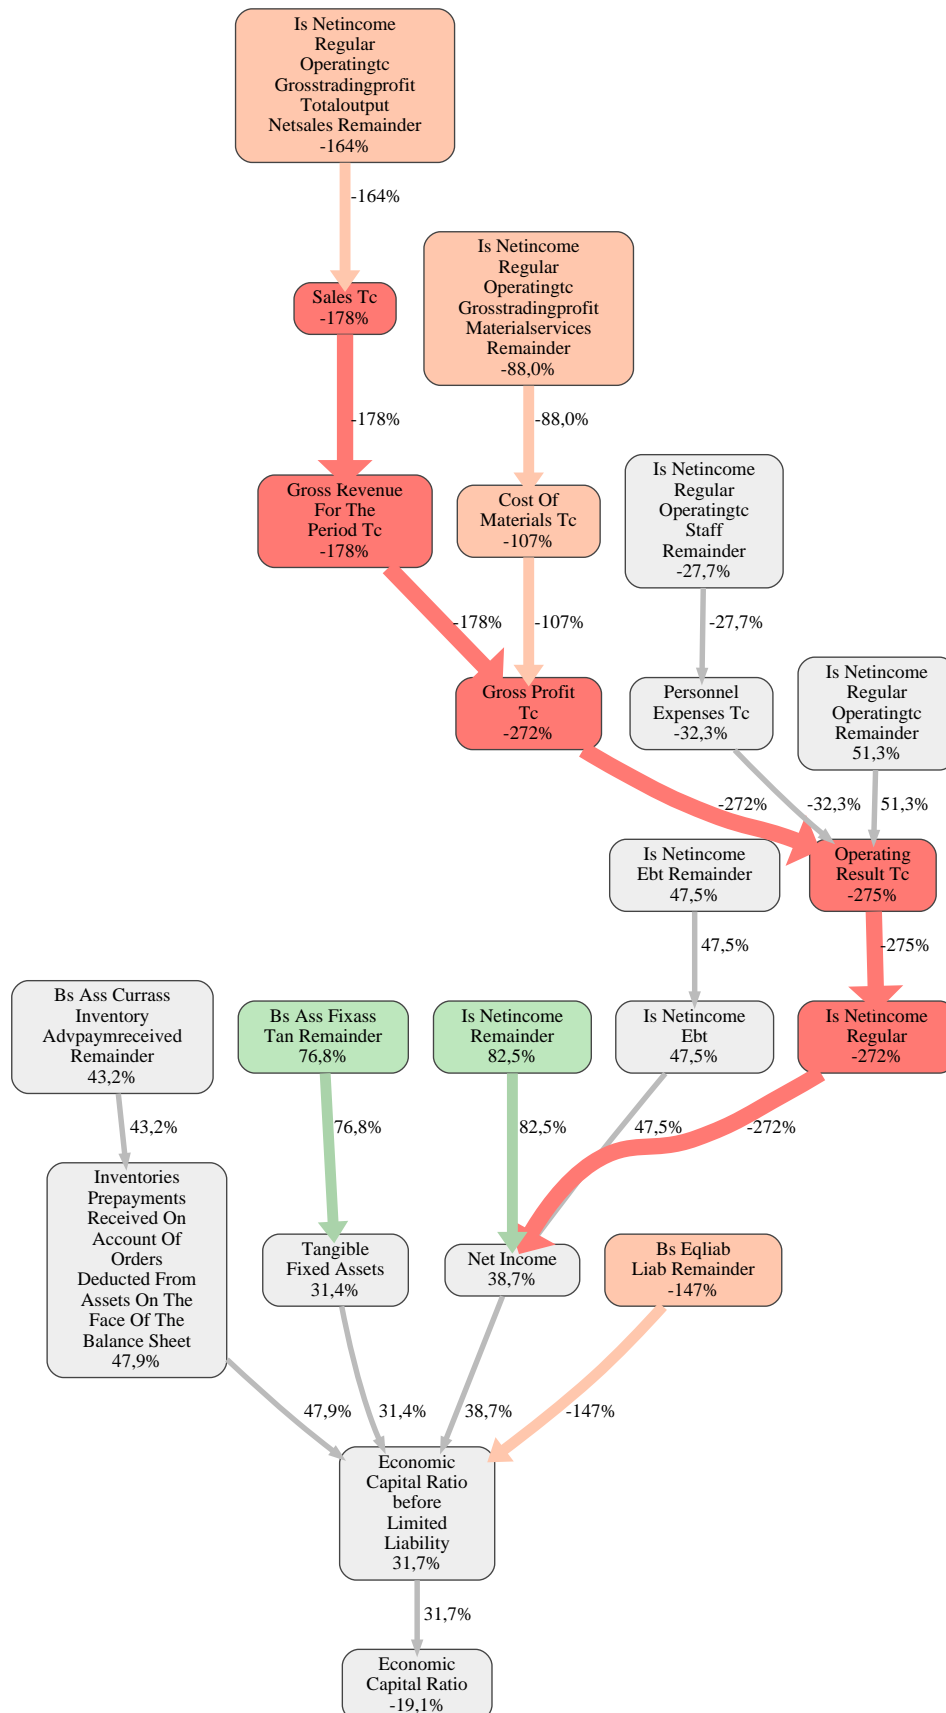 Is Netincome
Regular
Operatingtc
Grosstradingprofit
Totaloutput
Netsales Remainder
-164%
-164%
Sales Tc
-178%
Is Netincome
Regular
Operatingtc
Grosstradingprofit
Materialservices
Remainder
-88,0%
-178%
-88,0%
Gross Revenue
For The
Period Tc
-178%
Cost Of
Materials Tc
-107%
Is Netincome
Regular
Operatingtc
Staff
Remainder
-27,7%
-178%
-107%
-27,7%
Gross Profit
Tc
-272%
Personnel
Expenses Tc
-32,3%
Is Netincome
Regular
Operatingtc
Remainder
51,3%
-272%
-32,3%
51,3%
Is Netincome
Ebt Remainder
47,5%
Operating
Result Tc
-275%
47,5%
-275%
Bs Ass Currass
Inventory
Advpaymreceived
Remainder
43,2%
Bs Ass Fixass
Tan Remainder
76,8%
Is Netincome
Remainder
82,5%
Is Netincome
Ebt
47,5%
Is Netincome
Regular
-272%
43,2%
76,8%
82,5%
47,5%
-272%
Inventories
Prepayments
Received On
Account Of
Orders
Deducted From
Assets On The
Face Of The
Balance Sheet
47,9%
Tangible
Fixed Assets
31,4%
Net Income
38,7%
Bs Eqliab
Liab Remainder
-147%
47,9%
31,4%
38,7%
-147%
Economic
Capital Ratio
before
Limited
Liability
31,7%
31,7%
Economic
Capital Ratio
-19,1%